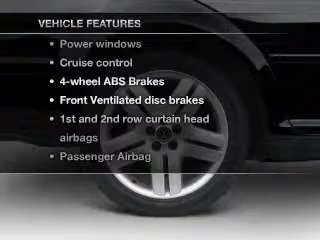 VEHICLE FEATURES
• Power windows
• Cruise control
• 4-wheel ABS Brakes
• Front Ventilated disc brakes
• 1st and 2nd row curtain head
airbags
• Passenger Airbag